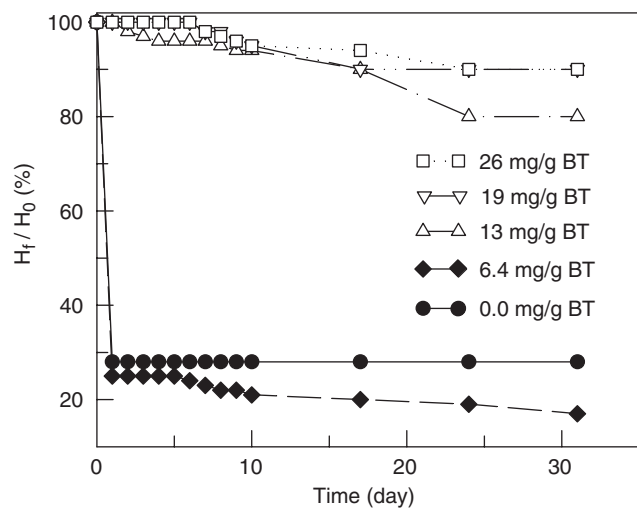 100
80
60
40
20
0
10
20
30
H_f / H_0 (%)
Time (day)
26 mg/g BT
19 mg/g BT
13 mg/g BT
6.4 mg/g BT
0.0 mg/g BT